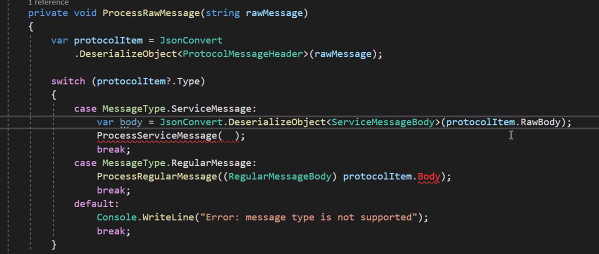 1 reference
private void ProcessRawMessage(string rawMessage)
{
var protocolItem = JsonConvert
.DeserializeObject<ProtocolMessageHeader>(rawMessage);
switch (protocolItem?.Type)
{
case MessageType.ServiceMessage:
var body = JsonConvert.DeserializeObject<ServiceMessageBody>(protocolItem.RawBody);
ProcessServiceMessage(  );
break;
case MessageType.RegularMessage:
ProcessRegularMessage((RegularMessageBody) protocolItem.Body);
break;
default:
Console.WriteLine("Error: message type is not supported");
break;
}